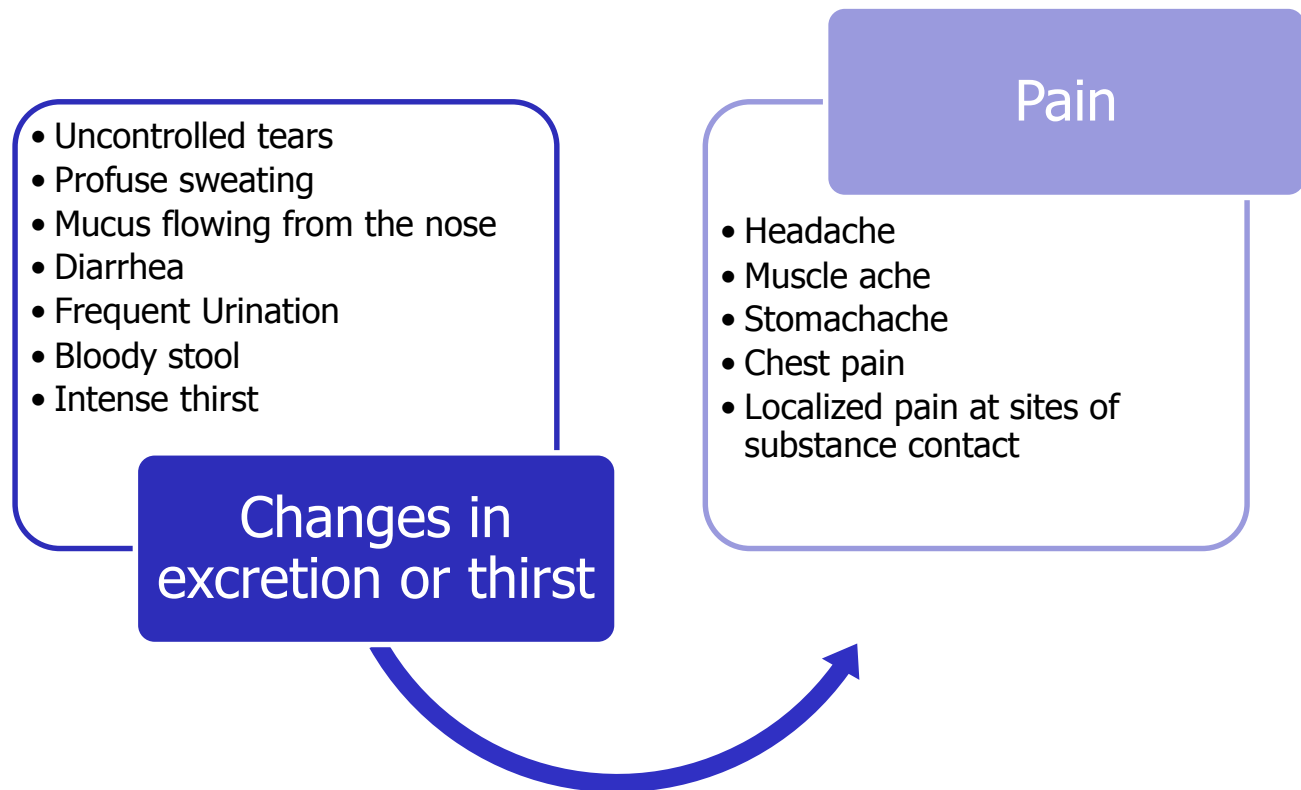 • Uncontrolled tears
• Profuse sweating
• Mucus flowing from the nose
• Diarrhea
• Frequent Urination
• Bloody stool
• Intense thirst
Changes in
excretion or thirst
Pain
• Headache
• Muscle ache
• Stomachache
• Chest pain
• Localized pain at sites of
substance contact